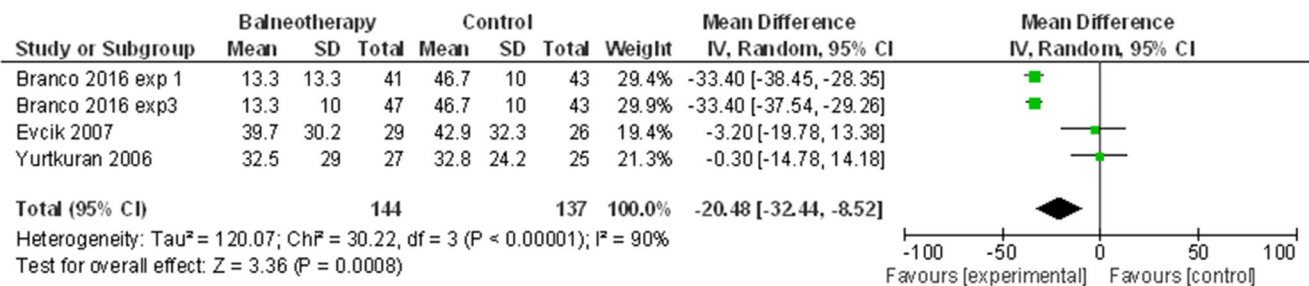 Balneotherapy Control Mean Difference Mean Difference
Study or Subgroup Mean SD Total Mean SD Total Weight IV, Random, 95% CI IV, Random, 95% CI
Branco 2016 exp 1 13.3 13.3 41 46.7 10 43 29.4% -33.40 [-38.45, -28.35]
Branco 2016 exp3 13.3 10 47 46.7 10 43 29.9% -33.40 [-37.54, -29.26]
Evcik 2007 39.7 30.2 29 42.9 32.3 26 19.4% -3.20 [-19.78, 13.38]
Yurtkuran 2006 32.5 29 27 32.8 24.2 25 21.3% -0.30 [-14.78, 14.18]
Total (95% CI) 144 137 100.0% -20.48 [-32.44, -8.52]
Heterogeneity: Tau² = 120.07; Chi² = 30.22, df = 3 (P < 0.00001); I² = 90%
Test for overall effect: Z = 3.36 (P = 0.0008)
-100 -50 0 50 100
Favours [experimental] Favours [control]